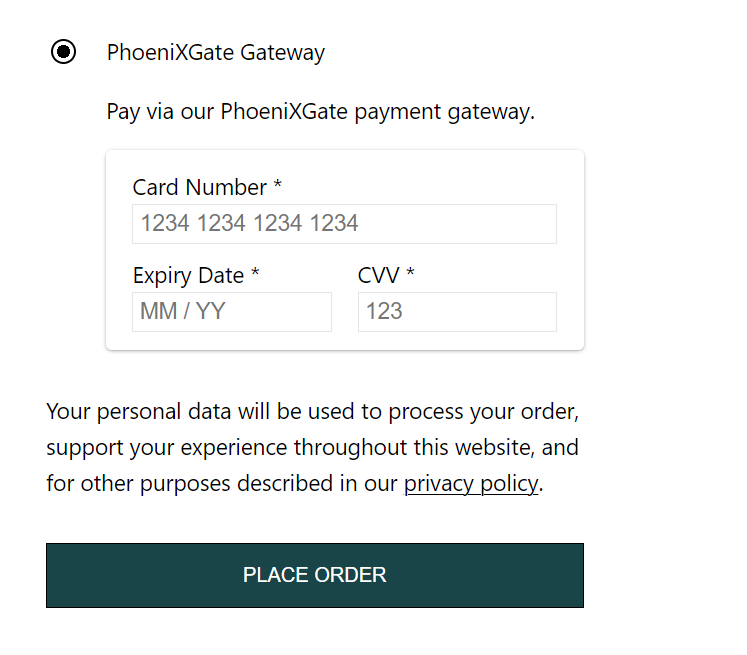 PhoeniXGate Gateway
Pay via our PhoeniXGate payment gateway.
Card Number *
1234 1234 1234 1234
Expiry Date * CVV *
MM / YY 123
Your personal data will be used to process your order,
support your experience throughout this website, and
for other purposes described in our privacy policy.
PLACE ORDER